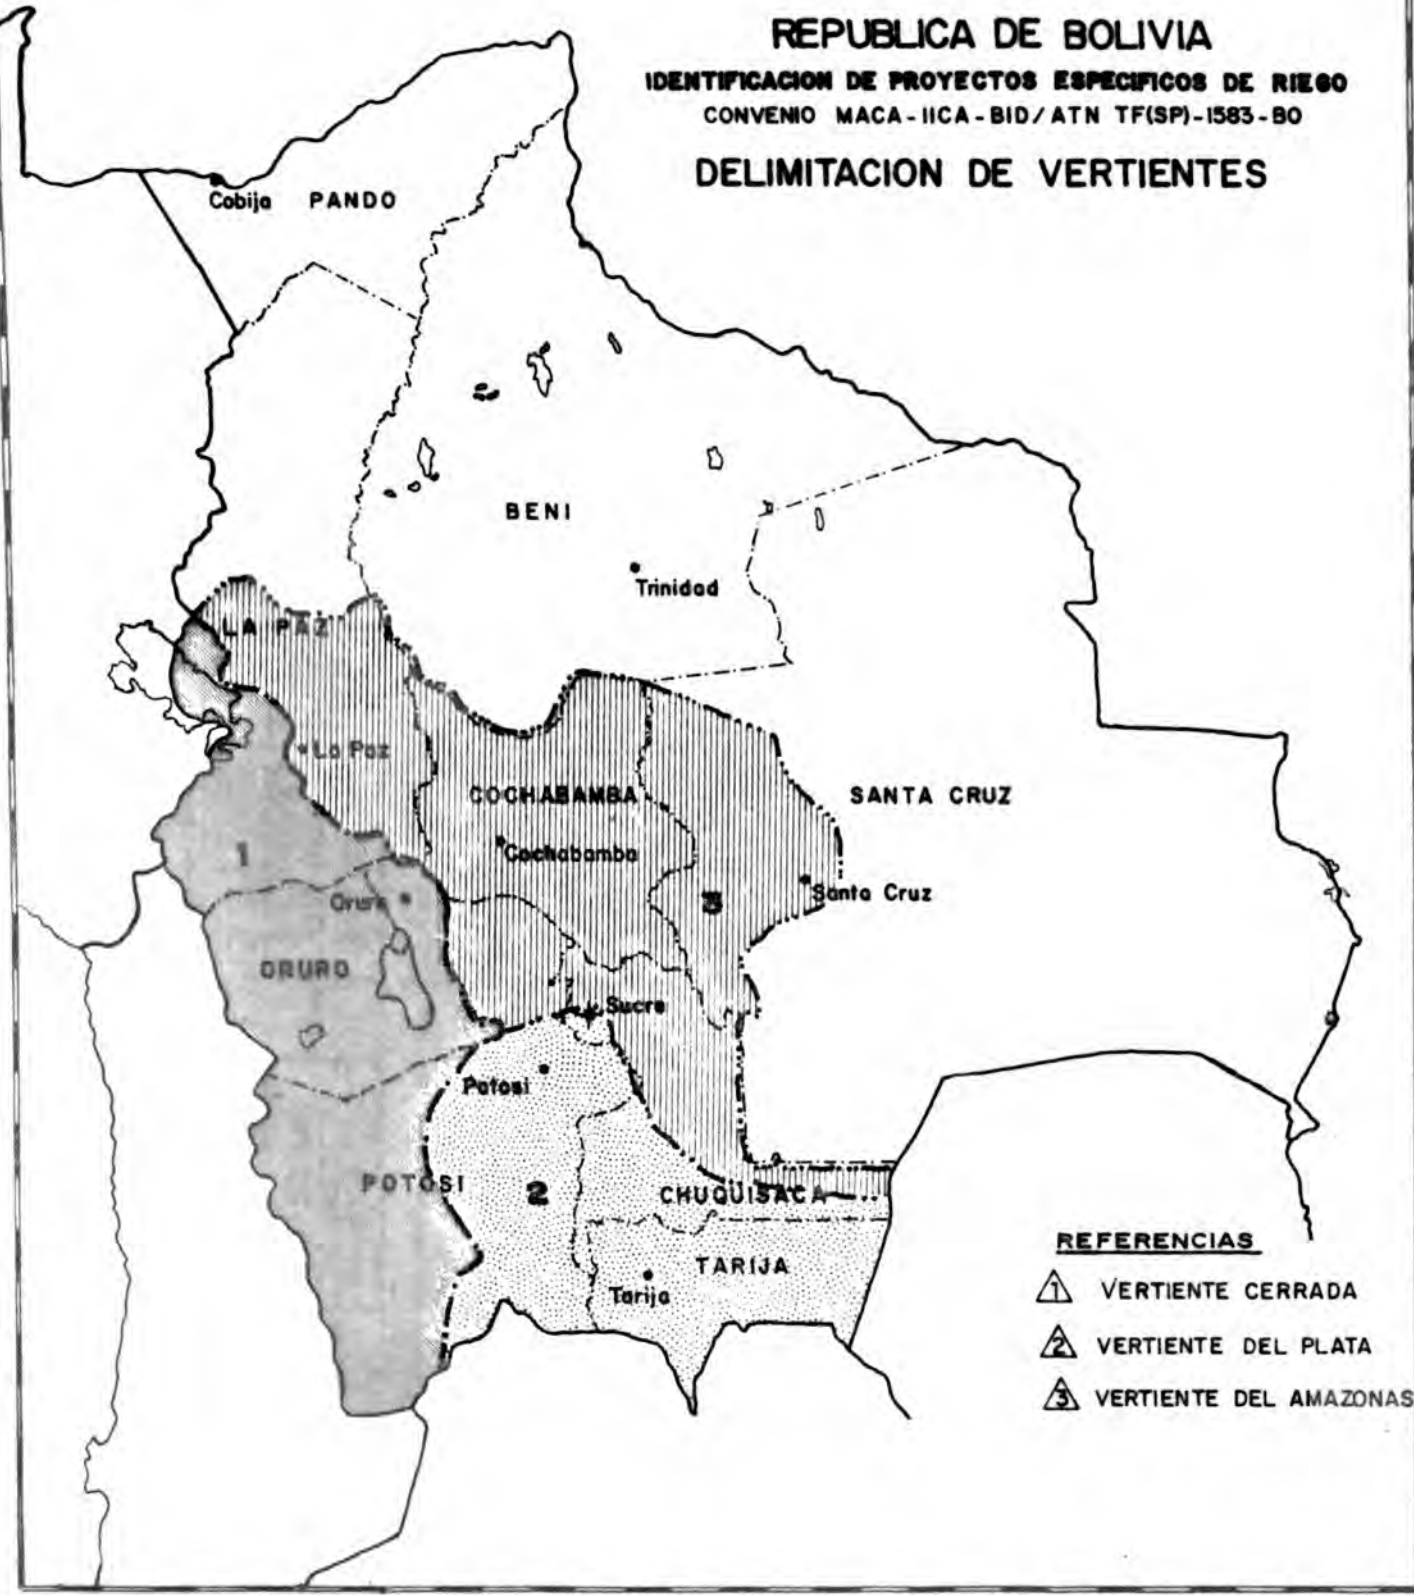 REPUBLICA DE BOLIVIA
IDENTIFICACION DE PROYECTOS ESPECIFICOS DE RIEGO
CONVENIO MACA-IICA-BID/ATN TF(SP)-1583-BO
DELIMITACION DE VERTIENTES
Cobija
PANDO
BENI
Trinidad
LA PAZ
La Paz
COCHABAMBA
SANTA CRUZ
Cochabamba
1
Santa Cruz
3
Oruro
ORURO
Sucre
Potosi
POTOSI
2
CHUQUISACA
TARIJA
Tarija
REFERENCIAS
1 VERTIENTE CERRADA
2 VERTIENTE DEL PLATA
3 VERTIENTE DEL AMAZONAS